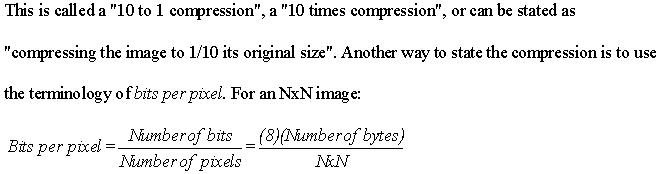 This is called a "10 to 1 compression", a "10 times compression", or can be stated as
"compressing the image to 1/10 its original size". Another way to state the compression is to use
the terminology of bits per pixel. For an NxN image:
Bits per pixel = Number of bits / Number of pixels = (8)(Number of bytes) / NxN